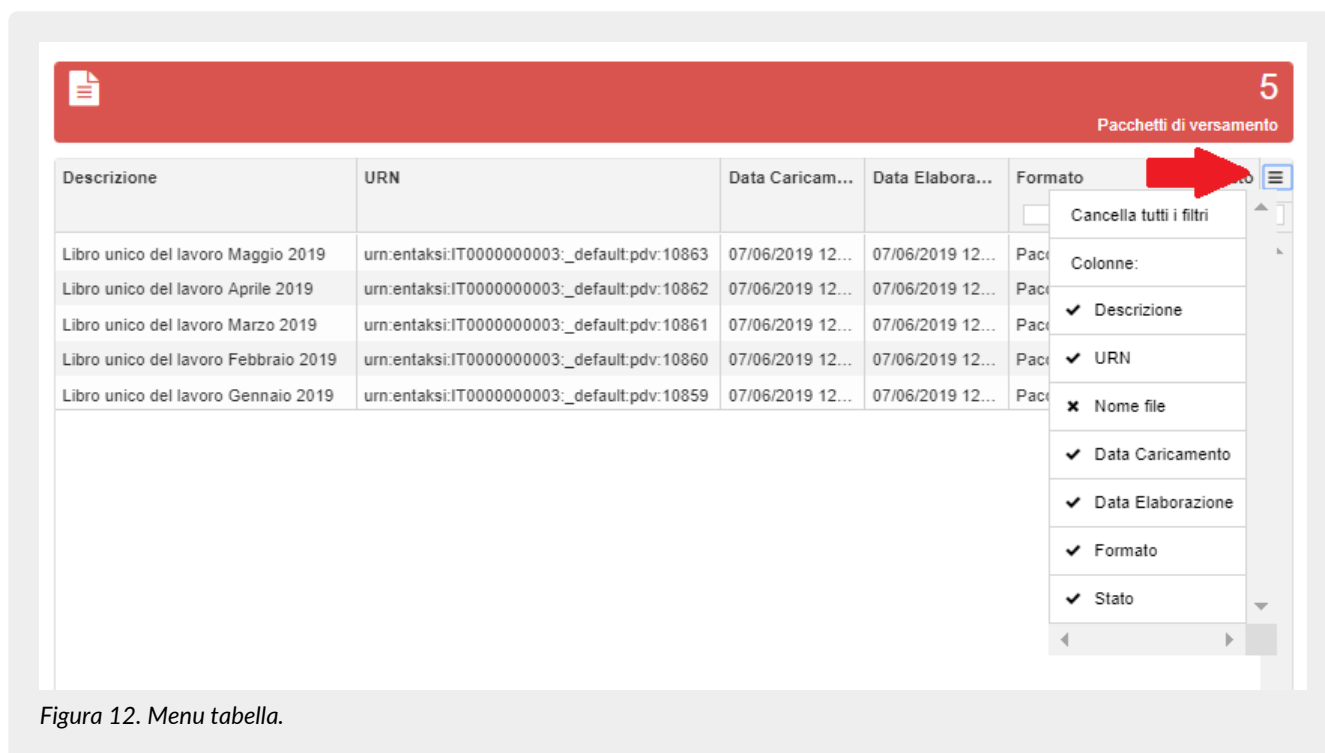 5
Pacchetti di versamento
Descrizione URN Data Caricam... Data Elabora... Formato to
Cancella tutti i filtri
Libro unico del lavoro Maggio 2019 urn:entaksi:IT0000000003:_default:pdv:10863 07/06/2019 12... 07/06/2019 12... Pacc
Colonne:
Libro unico del lavoro Aprile 2019 urn:entaksi:IT0000000003:_default:pdv:10862 07/06/2019 12... 07/06/2019 12... Pacc
✔ Descrizione
Libro unico del lavoro Marzo 2019 urn:entaksi:IT0000000003:_default:pdv:10861 07/06/2019 12... 07/06/2019 12... Pacc
Libro unico del lavoro Febbraio 2019 urn:entaksi:IT0000000003:_default:pdv:10860 07/06/2019 12... 07/06/2019 12... Pacc
✔ URN
Libro unico del lavoro Gennaio 2019 urn:entaksi:IT0000000003:_default:pdv:10859 07/06/2019 12... 07/06/2019 12... Pacc
✖ Nome file
✔ Data Caricamento
✔ Data Elaborazione
✔ Formato
✔ Stato
Figura 12. Menu tabella.